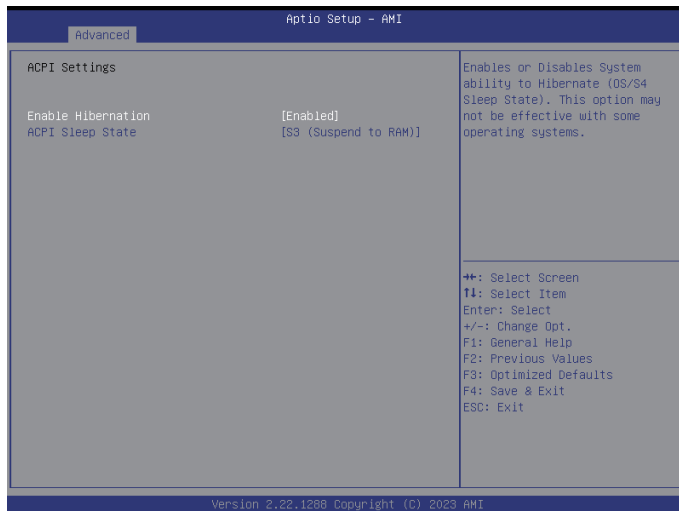 Aptio Setup – AMI
Advanced
ACPI Settings
Enable Hibernation [Enabled]
ACPI Sleep State [S3 (Suspend to RAM)]
Enables or Disables System
ability to Hibernate (OS/S4
Sleep State). This option may
not be effective with some
operating systems.
→←: Select Screen
↑↓: Select Item
Enter: Select
+/-: Change Opt.
F1: General Help
F2: Previous Values
F3: Optimized Defaults
F4: Save & Exit
ESC: Exit
Version 2.22.1288 Copyright (C) 2023 AMI